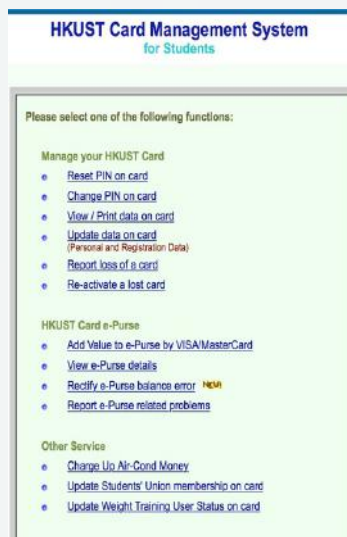 HKUST Card Management System
for Students
Please select one of the following functions:
Manage your HKUST Card
Reset PIN on card
Change PIN on card
View / Print data on card
Update data on card
(Personal and Registration Data)
Report loss of a card
Re-activate a lost card
HKUST Card e-Purse
Add Value to e-Purse by VISA/MasterCard
View e-Purse details
Rectify e-Purse balance error NEW!
Report e-Purse related problems
Other Service
Charge Up Air-Cond Money
Update Students' Union membership on card
Update Weight Training User Status on card